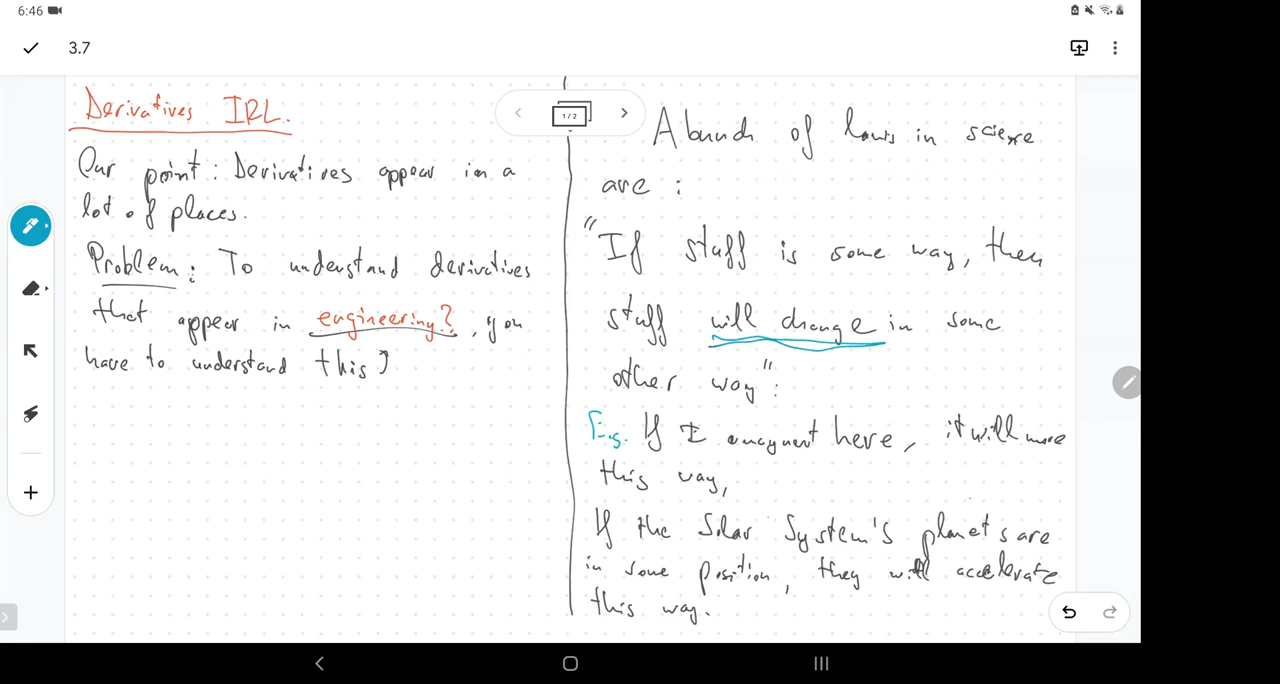 6:46
3.7
Derivatives IRL.
Our point: Derivatives appear in a
lot of places.
Problem: To understand derivatives
that appear in engineering?, you
have to understand this)
1/2
A bunch of laws in science
are :
"If stuff is some way, then
stuff will change in some
other way":
E.g. If I magnet here, it will move
this way,
If the Solar System's planets are
in some position, they will accelerate
this way.